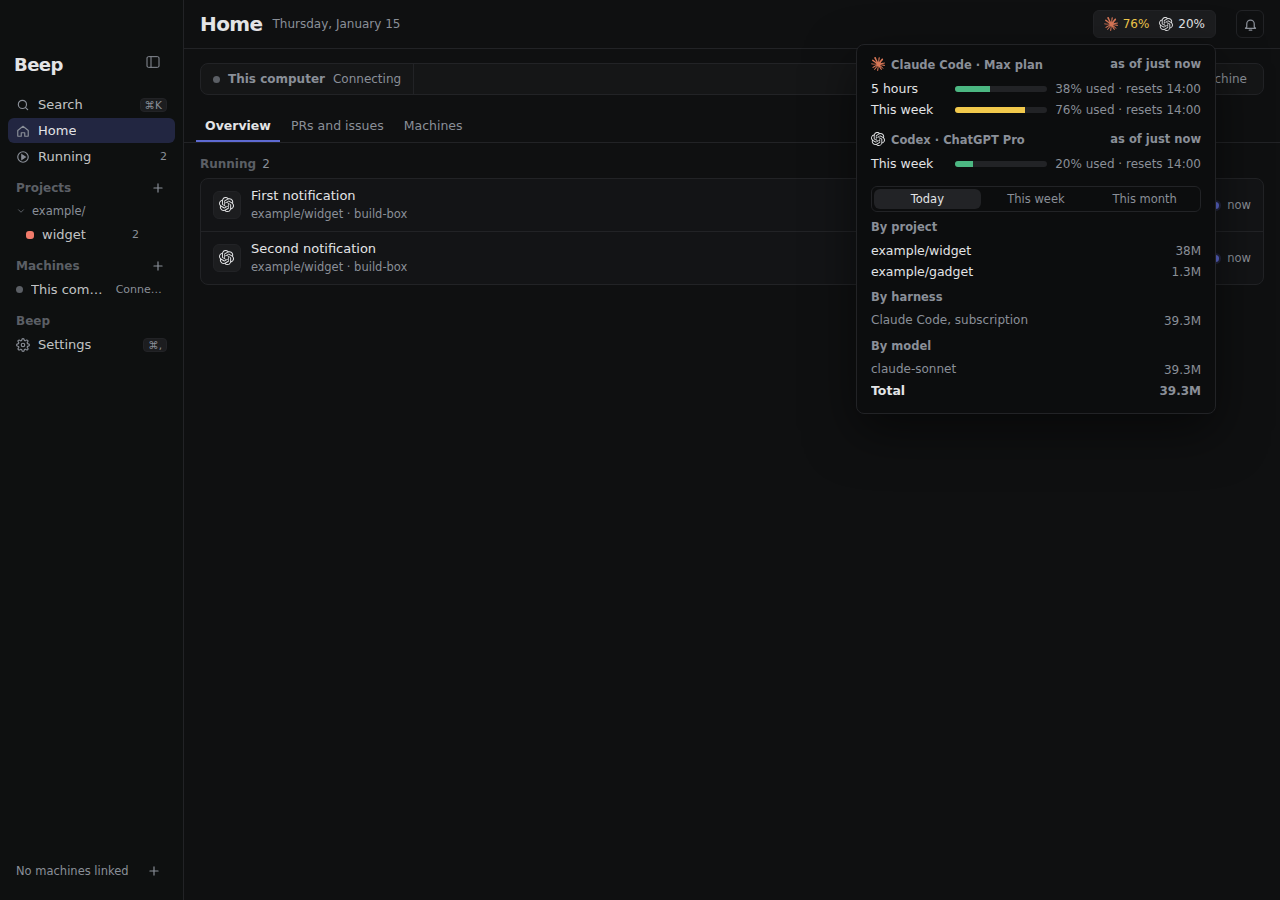 Beep
Search ⌘K
Home
Running 2
Projects
example/
widget 2
Machines
This com… Conne…
Beep
Settings ⌘,
No machines linked
Home Thursday, January 15
76% 20%
This computer Connecting
chine
Overview PRs and issues Machines
Running 2
First notification
example/widget · build-box
now
Second notification
example/widget · build-box
now
Claude Code · Max plan as of just now
5 hours 38% used · resets 14:00
This week 76% used · resets 14:00
Codex · ChatGPT Pro as of just now
This week 20% used · resets 14:00
Today This week This month
By project
example/widget 38M
example/gadget 1.3M
By harness
Claude Code, subscription 39.3M
By model
claude-sonnet 39.3M
Total 39.3M